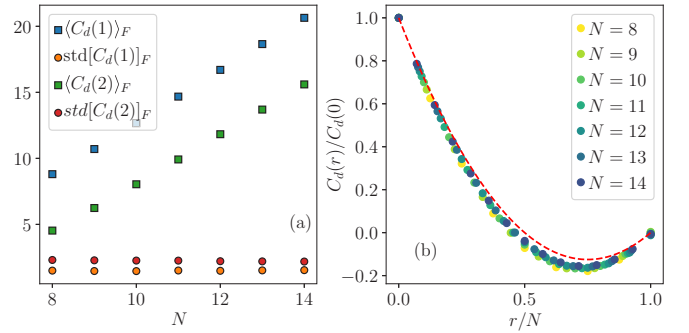 20
15
10
5
8
10
12
14
N
⟨C_d(1)⟩_F
std[C_d(1)]_F
⟨C_d(2)⟩_F
std[C_d(2)]_F
(a)
1.0
0.8
0.6
0.4
0.2
0.0
−0.2
C_d(r)/C_d(0)
0.0
0.5
1.0
r/N
N = 8
N = 9
N = 10
N = 11
N = 12
N = 13
N = 14
(b)